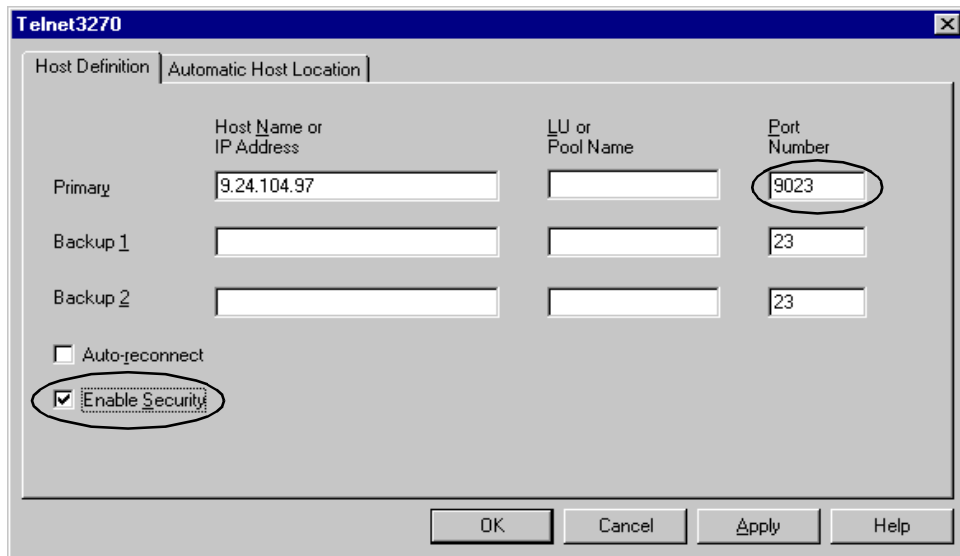 Telnet3270
Host Definition
Automatic Host Location
Host Name or
IP Address
LU or
Pool Name
Port
Number
Primary
9.24.104.97
9023
Backup 1
23
Backup 2
23
Auto-reconnect
Enable Security
OK
Cancel
Apply
Help